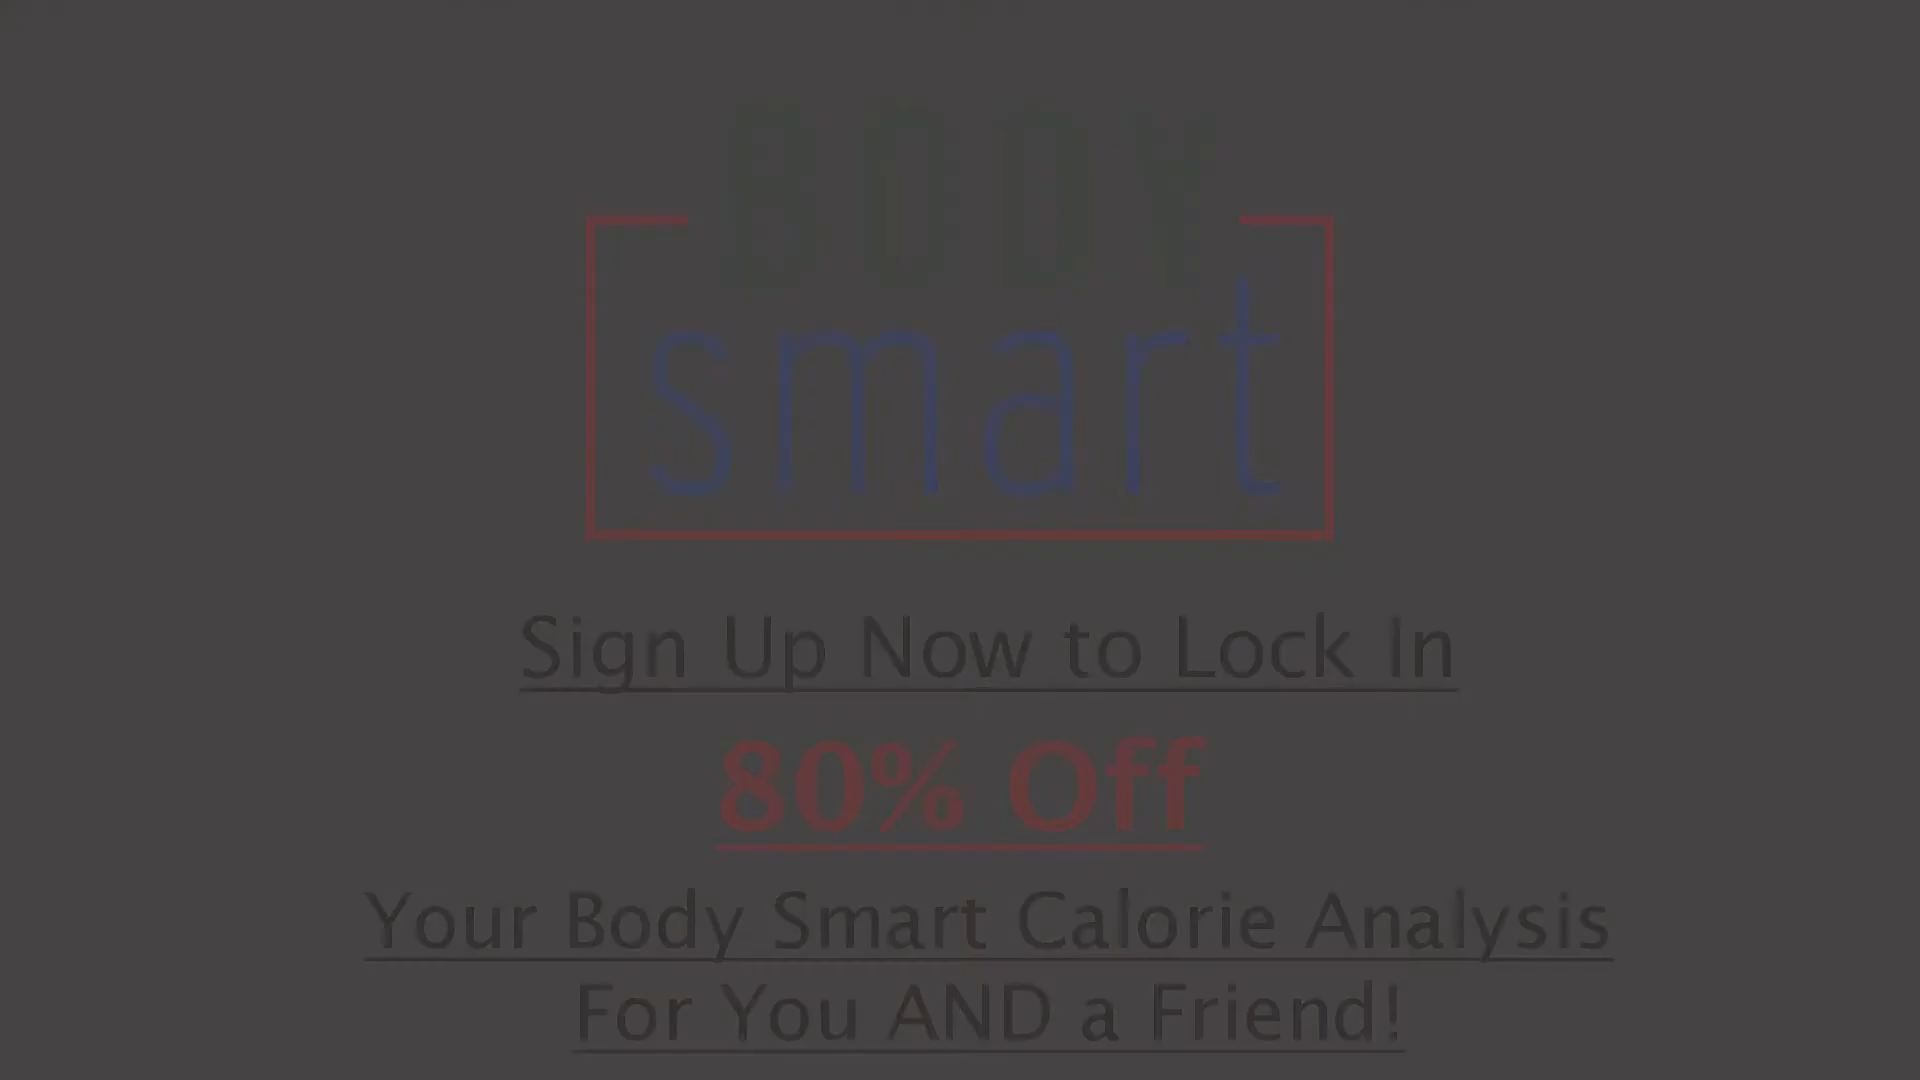 BODY
smart
Sign Up Now to Lock In
80% Off
Your Body Smart Calorie Analysis
For You AND a Friend!